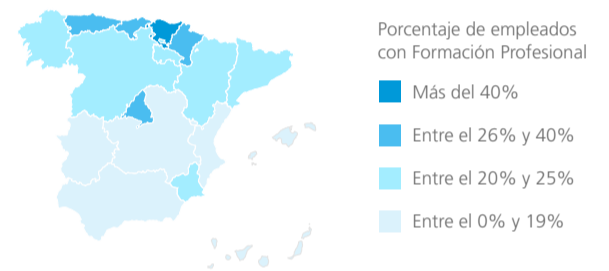 Porcentaje de empleados
con Formación Profesional
Más del 40%
Entre el 26% y 40%
Entre el 20% y 25%
Entre el 0% y 19%